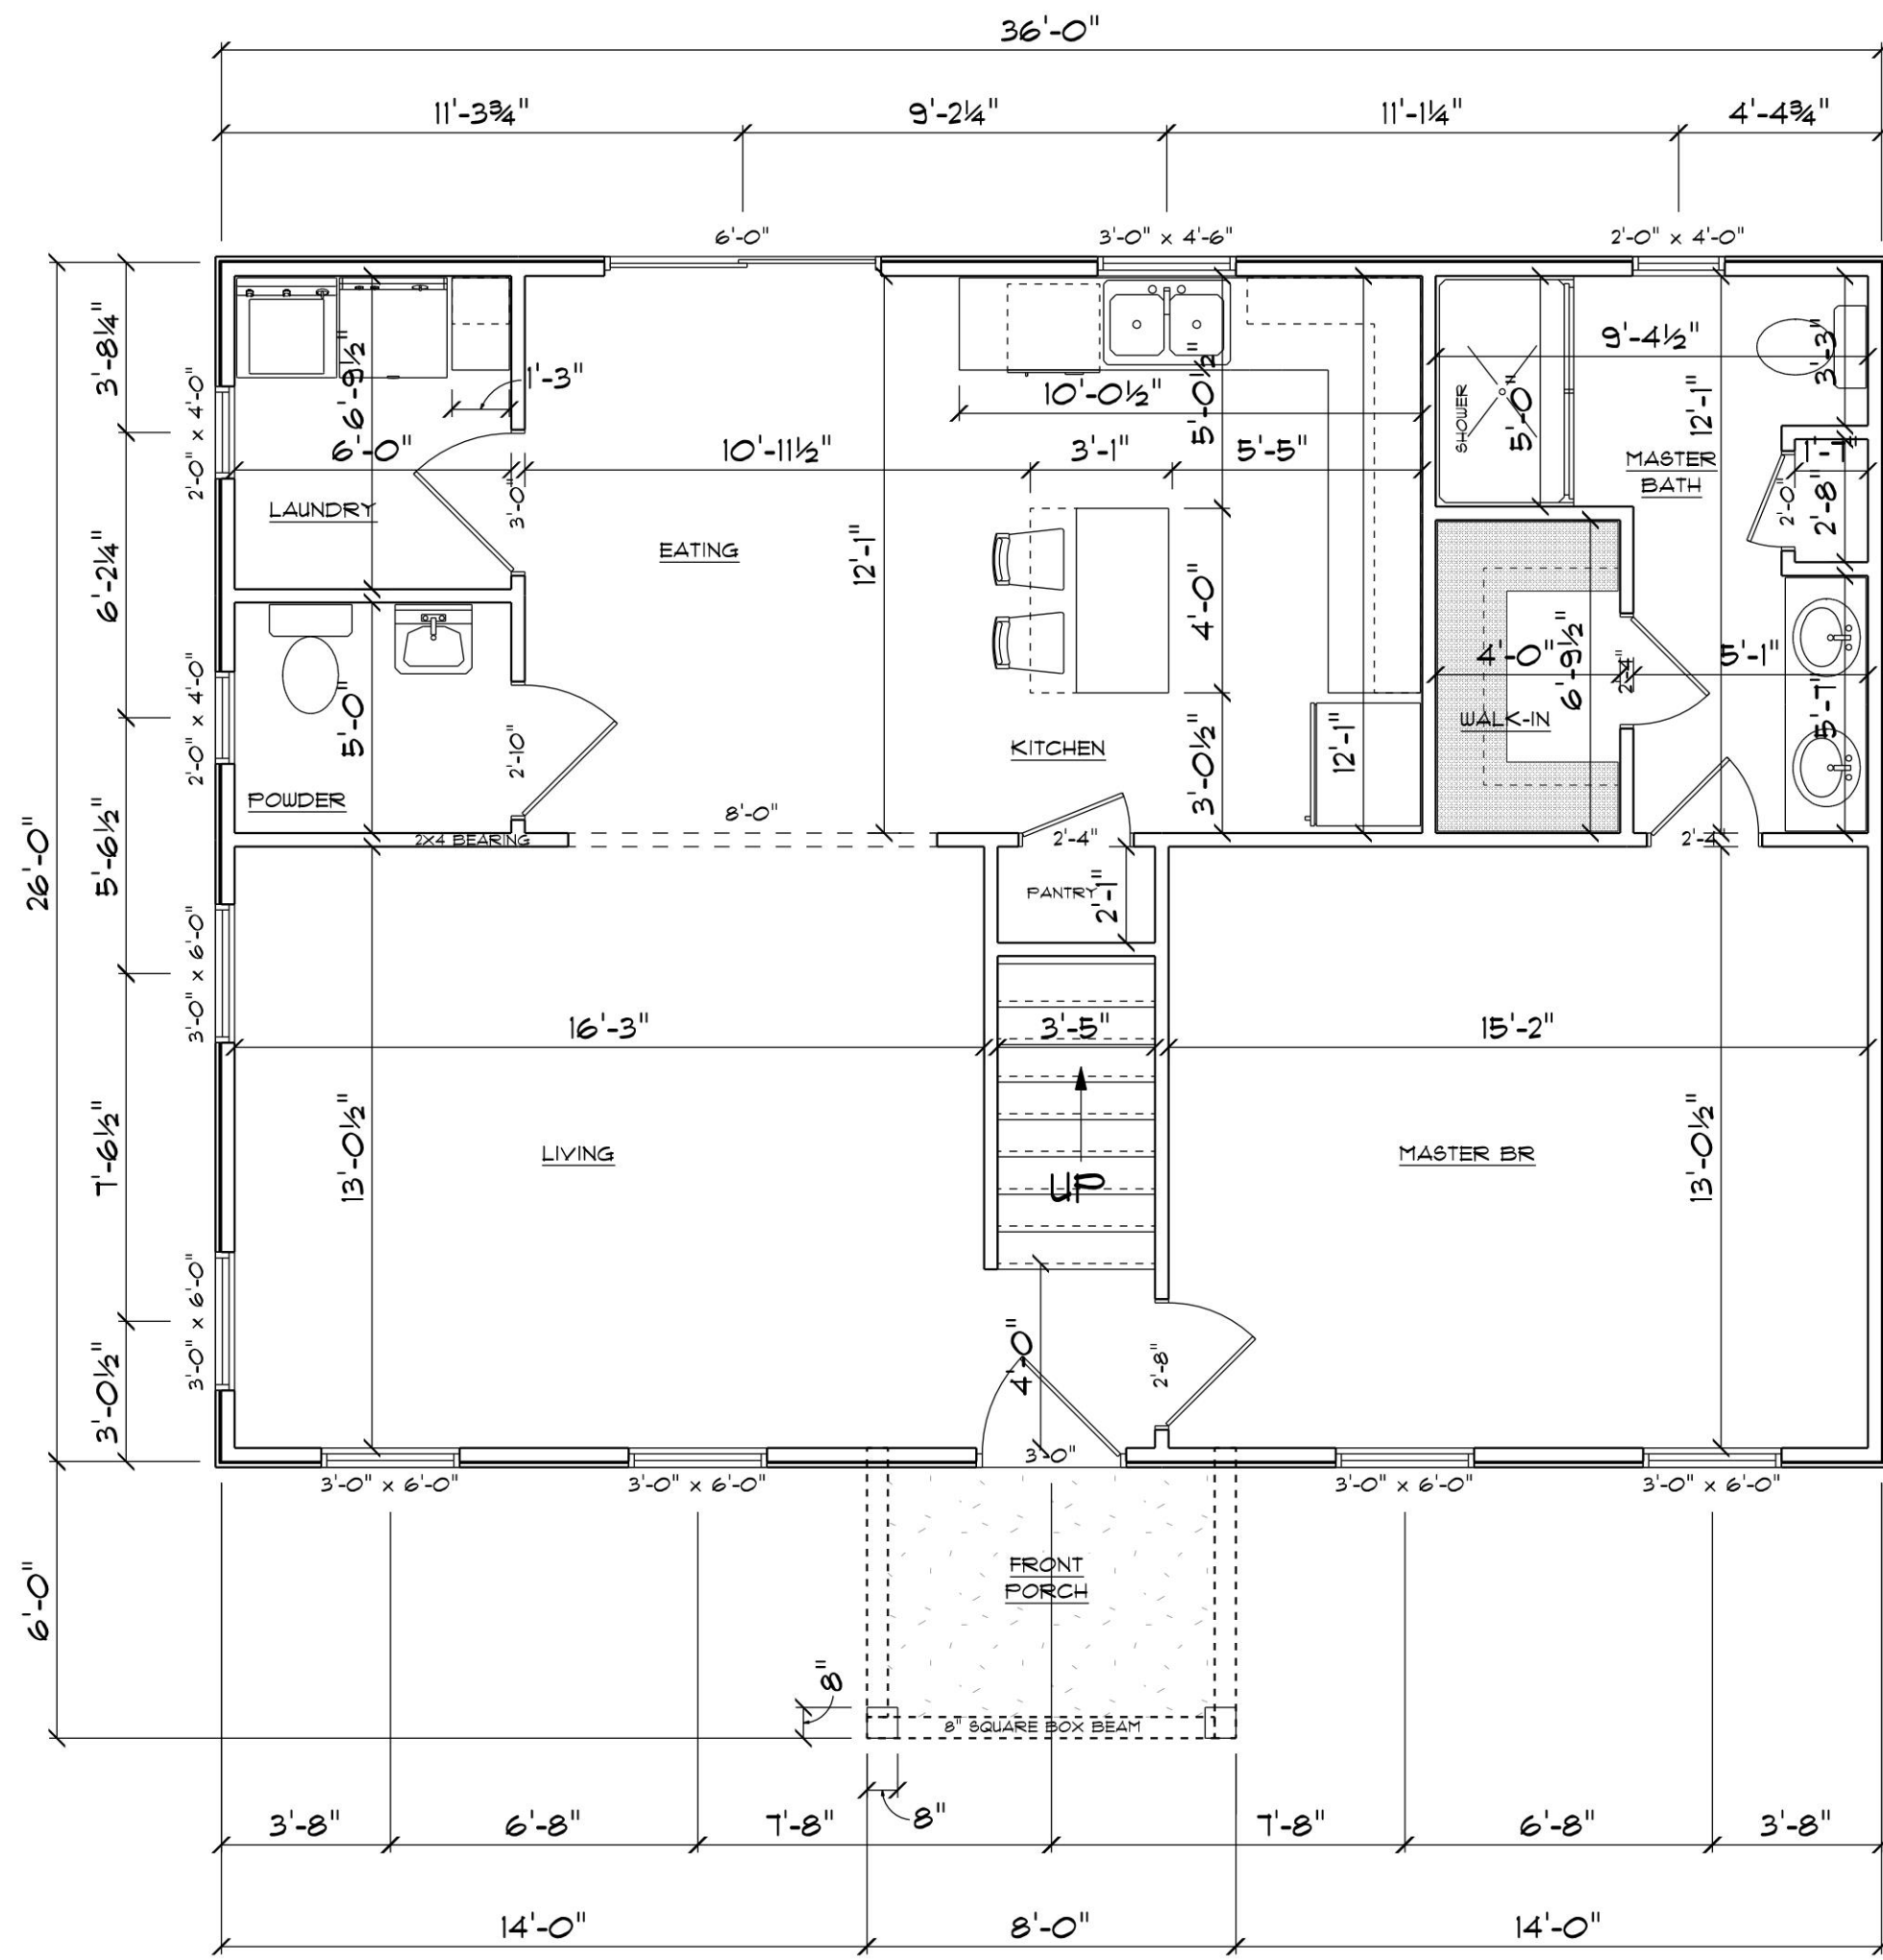 36'-0"
11'-3¾"
9'-2¼"
11'-1¼"
4'-4¾"
6'-0"
3'-0" x 4'-6"
2'-0" x 4'-0"
3'-8¼"
6'-9½"
1'-3"
9'-4½"
3'-3"
10'-0½"
5'-0½"
SHOWER
5'-0"
12'-1"
2'-0" x 4'-0"
6'-0"
10'-11½"
3'-1"
5'-5"
MASTER
BATH
1'-7"
LAUNDRY
3'-0"
2'-0"
2'-8"
EATING
12'-1"
6'-2¼"
4'-0"
4'-0"
6'-9½"
2'-4"
5'-1"
2'-0" x 4'-0"
5'-0"
2'-10"
KITCHEN
3'-0½"
12'-1"
WALK-IN
5'-7"
POWDER
8'-0"
2X4 BEARING
2'-4"
2'-4"
26'-0"
5'-6½"
PANTRY
2'-1"
3'-0" x 6'-0"
16'-3"
3'-5"
15'-2"
7'-6½"
13'-0½"
LIVING
UP
MASTER BR
13'-0½"
3'-0" x 6'-0"
3'-0½"
4'-0"
2'-8"
3'-0"
3'-0" x 6'-0"
3'-0" x 6'-0"
3'-0" x 6'-0"
3'-0" x 6'-0"
6'-0"
FRONT
PORCH
8"
8" SQUARE BOX BEAM
8"
3'-8"
6'-8"
7'-8"
7'-8"
6'-8"
3'-8"
14'-0"
8'-0"
14'-0"